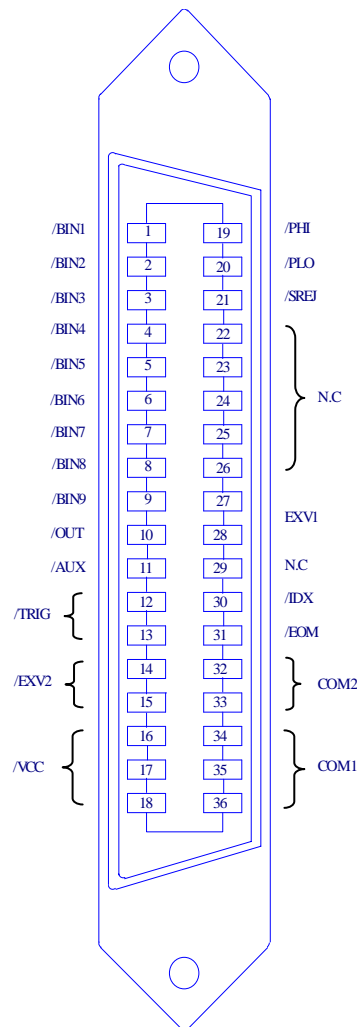 /BIN1 1 19 /PHI
/BIN2 2 20 /PLO
/BIN3 3 21 /SREJ
/BIN4 4 22
/BIN5 5 23
/BIN6 6 24 N.C
/BIN7 7 25
/BIN8 8 26
/BIN9 9 27
EXV1
/OUT 10 28
/AUX 11 29 N.C
/TRIG 12 30 /IDX
13 31 /EOM
/EXV2 14 32 COM2
15 33
16 34
/VCC 17 35 COM1
18 36